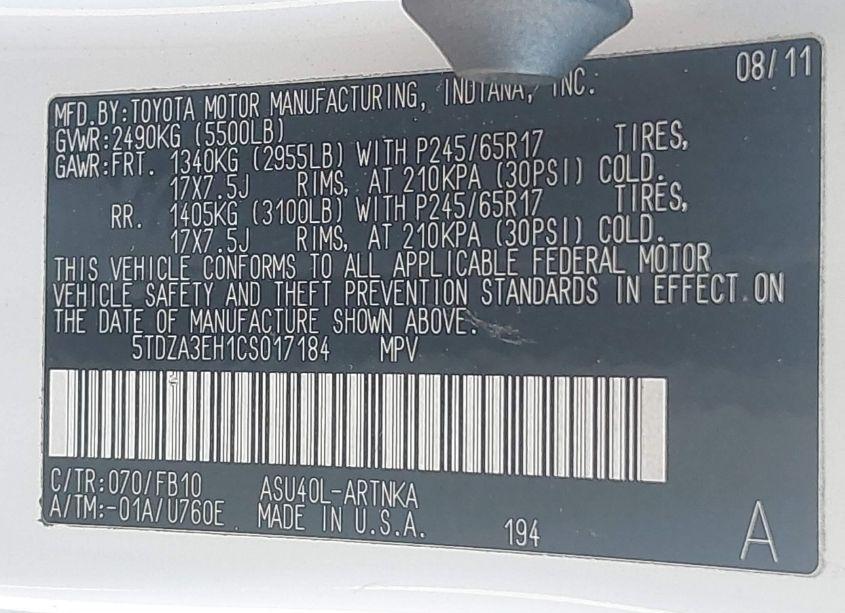 08/11
MFD.BY:TOYOTA MOTOR MANUFACTURING, INDIANA, INC.
GVWR:2490KG (5500LB)
GAWR:FRT. 1340KG (2955LB) WITH P245/65R17 TIRES,
17X7.5J RIMS, AT 210KPA (30PSI) COLD.
RR. 1405KG (3100LB) WITH P245/65R17 TIRES,
17X7.5J RIMS, AT 210KPA (30PSI) COLD.
THIS VEHICLE CONFORMS TO ALL APPLICABLE FEDERAL MOTOR
VEHICLE SAFETY AND THEFT PREVENTION STANDARDS IN EFFECT ON
THE DATE OF MANUFACTURE SHOWN ABOVE.
5TDZA3EH1CS017184 MPV
C/TR:070/FB10 ASU40L-ARTNKA
A/TM:-01A/U760E MADE IN U.S.A. 194 A